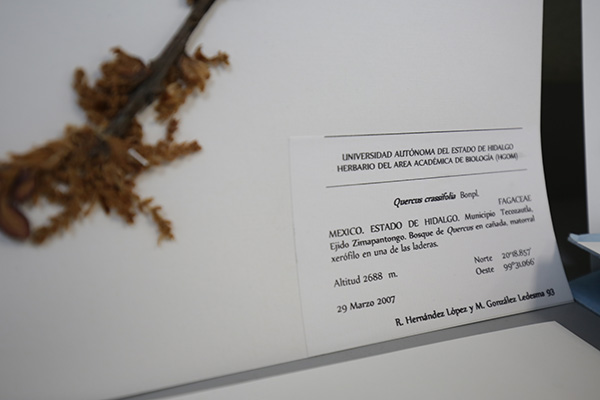 UNIVERSIDAD AUTÓNOMA DEL ESTADO DE HIDALGO
HERBARIO DEL AREA ACADÉMICA DE BIOLOGÍA (HGOM)
Quercus crassifolia Bonpl.
FAGACEAE
MEXICO. ESTADO DE HIDALGO. Municipio Tecozautla,
Ejido Zimapantongo. Bosque de Quercus en cañada, matorral
xerófilo en una de las laderas.
Altitud 2688 m.
Norte 20°18.857'
Oeste 99°31.066'
29 Marzo 2007
R. Hernández López y M. González Ledesma 93